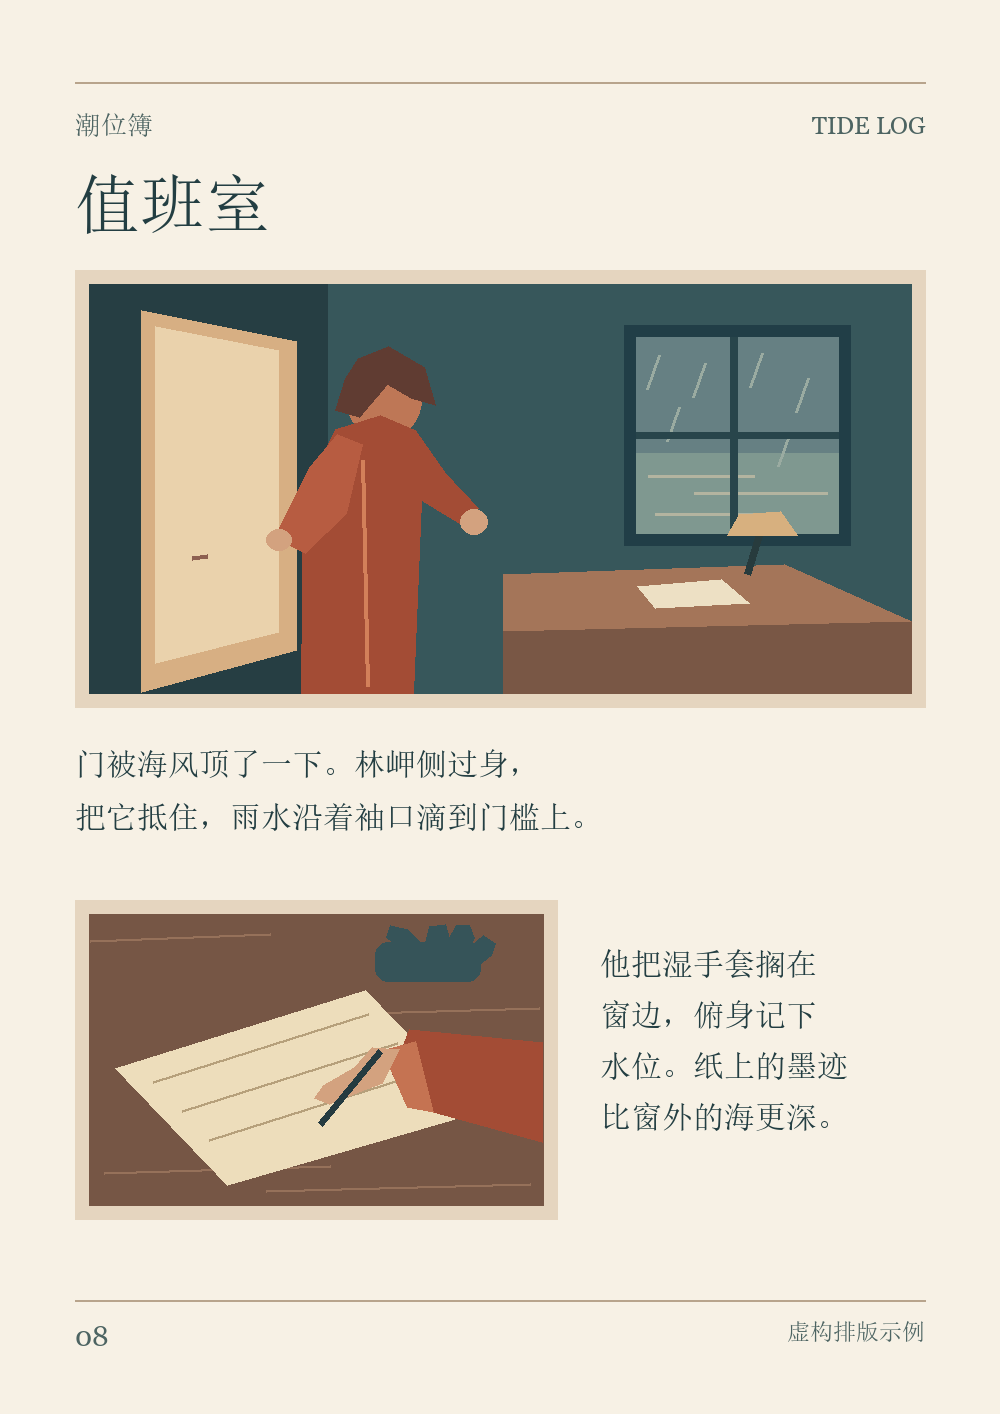 潮位簿
TIDE LOG
值班室
门被海风顶了一下。林岬侧过身，
把它抵住，雨水沿着袖口滴到门槛上。
他把湿手套搁在
窗边，俯身记下
水位。纸上的墨迹
比窗外的海更深。
08
虚构排版示例